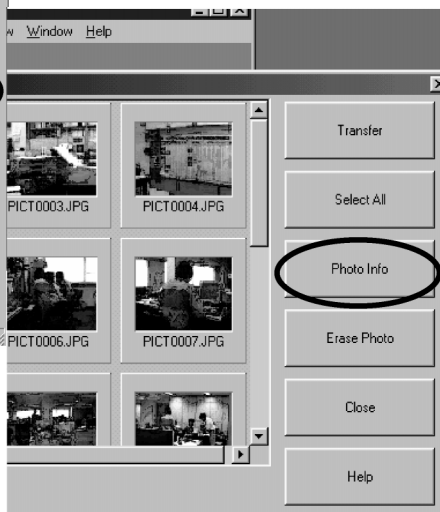 Window Help
Transfer
PICT0003.JPG PICT0004.JPG
Select All
Photo Info
PICT0006.JPG PICT0007.JPG
Erase Photo
Close
Help